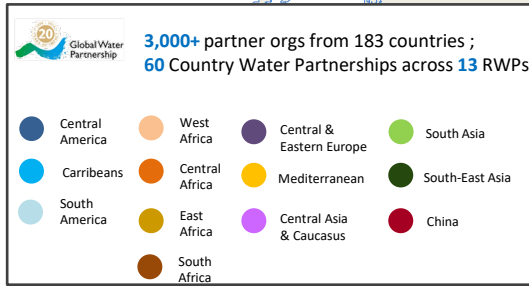 20
Global Water
Partnership
3,000+ partner orgs from 183 countries ;
60 Country Water Partnerships across 13 RWPs
Central
America
Carribeans
South
America
West
Africa
Central
Africa
East
Africa
South
Africa
Central &
Eastern Europe
Mediterranean
Central Asia
& Caucasus
South Asia
South-East Asia
China